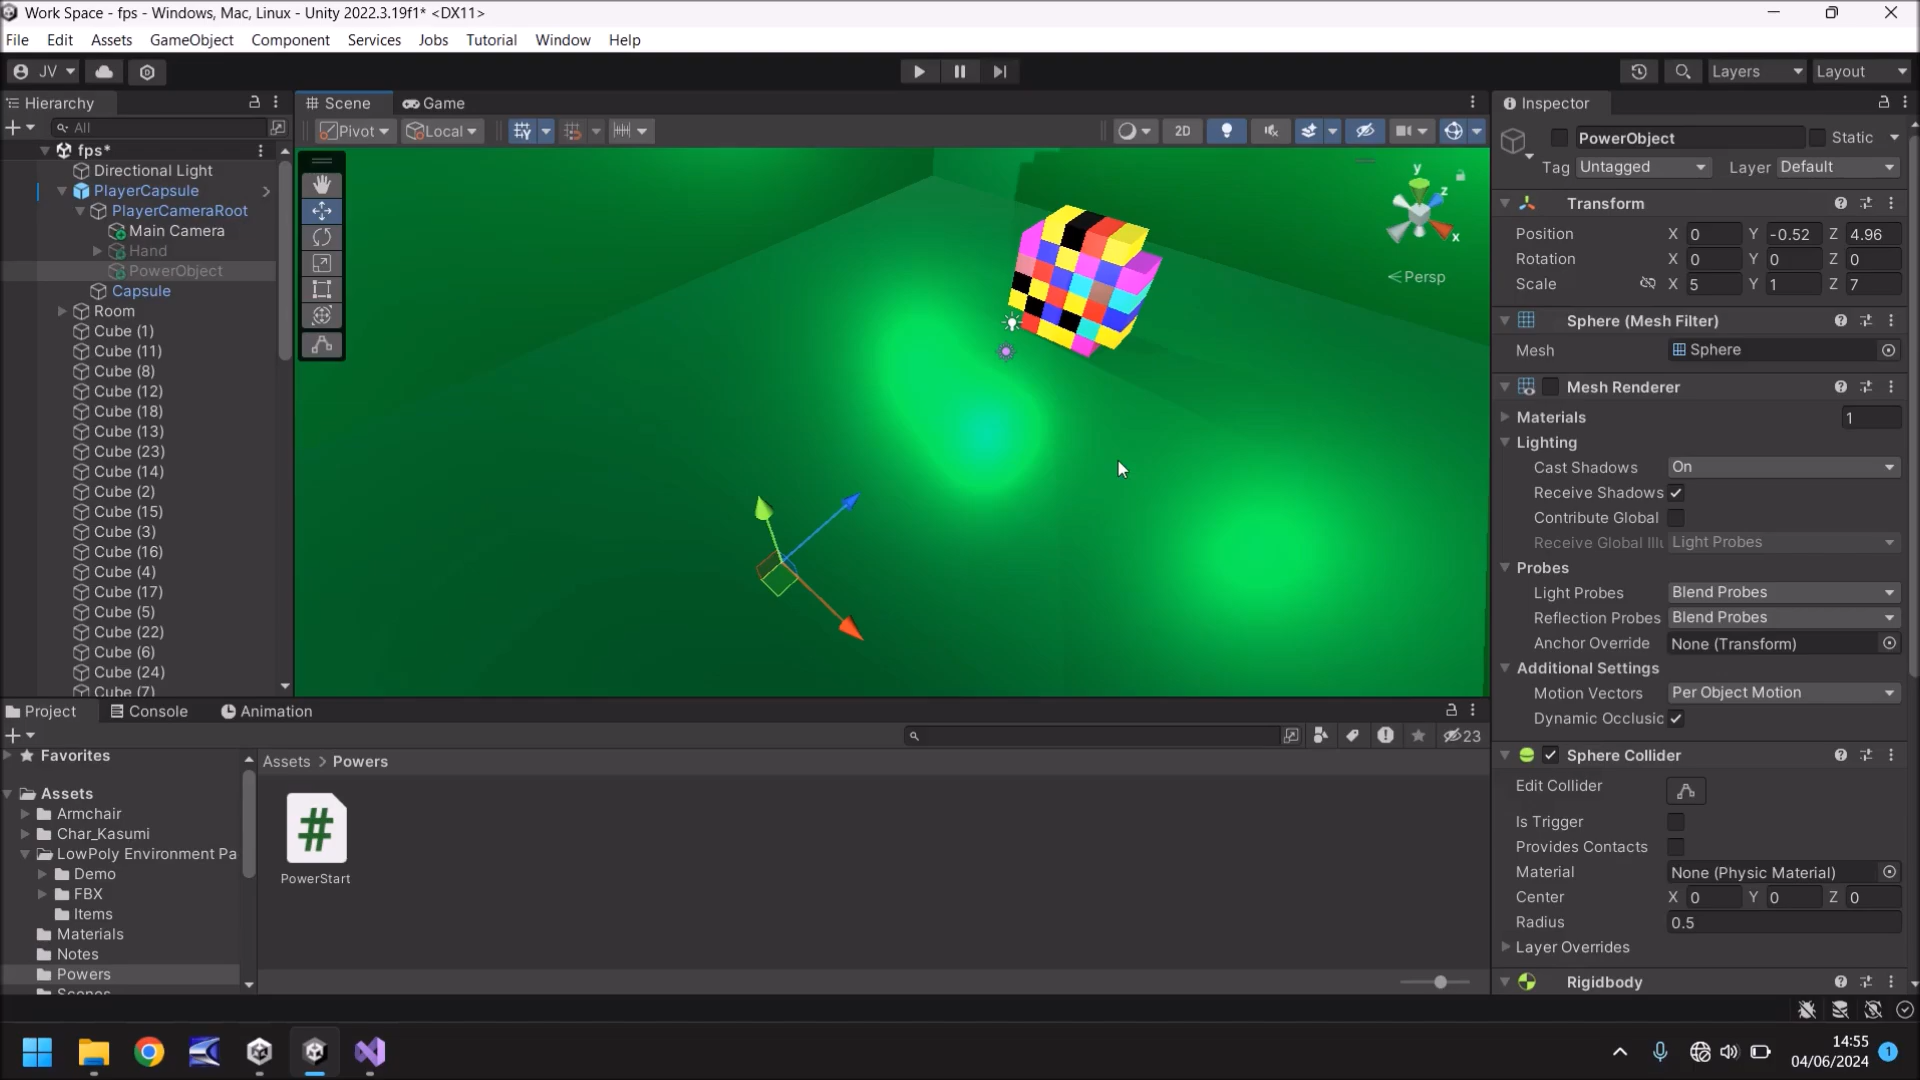 Work Space - fps - Windows, Mac, Linux - Unity 2022.3.19f1* <DX11>
File Edit Assets GameObject Component Services Jobs Tutorial Window Help
JV Layers Layout
Hierarchy
All
fps*
Directional Light
PlayerCapsule
PlayerCameraRoot
Main Camera
Hand
PowerObject
Capsule
Room
Cube (1)
Cube (11)
Cube (8)
Cube (12)
Cube (18)
Cube (13)
Cube (23)
Cube (14)
Cube (2)
Cube (15)
Cube (3)
Cube (16)
Cube (4)
Cube (17)
Cube (5)
Cube (22)
Cube (6)
Cube (24)
Cube (7)
Scene Game
Pivot Local 2D
y
z
x
Persp
Inspector
PowerObject Static
Tag Untagged Layer Default
Transform
Position X 0 Y -0.52 Z 4.96
Rotation X 0 Y 0 Z 0
Scale X 5 Y 1 Z 7
Sphere (Mesh Filter)
Mesh Sphere
Mesh Renderer
Materials 1
Lighting
Cast Shadows On
Receive Shadows
Contribute Global
Receive Global Illu Light Probes
Probes
Light Probes Blend Probes
Reflection Probes Blend Probes
Anchor Override None (Transform)
Additional Settings
Motion Vectors Per Object Motion
Dynamic Occlusic
Sphere Collider
Edit Collider
Is Trigger
Provides Contacts
Material None (Physic Material)
Center X 0 Y 0 Z 0
Radius 0.5
Layer Overrides
Rigidbody
Project Console Animation
23
Favorites
Assets
Armchair
Char_Kasumi
LowPoly Environment Pa
Demo
FBX
Items
Materials
Notes
Powers
Scenes
Assets > Powers
PowerStart
14:55
04/06/2024
1